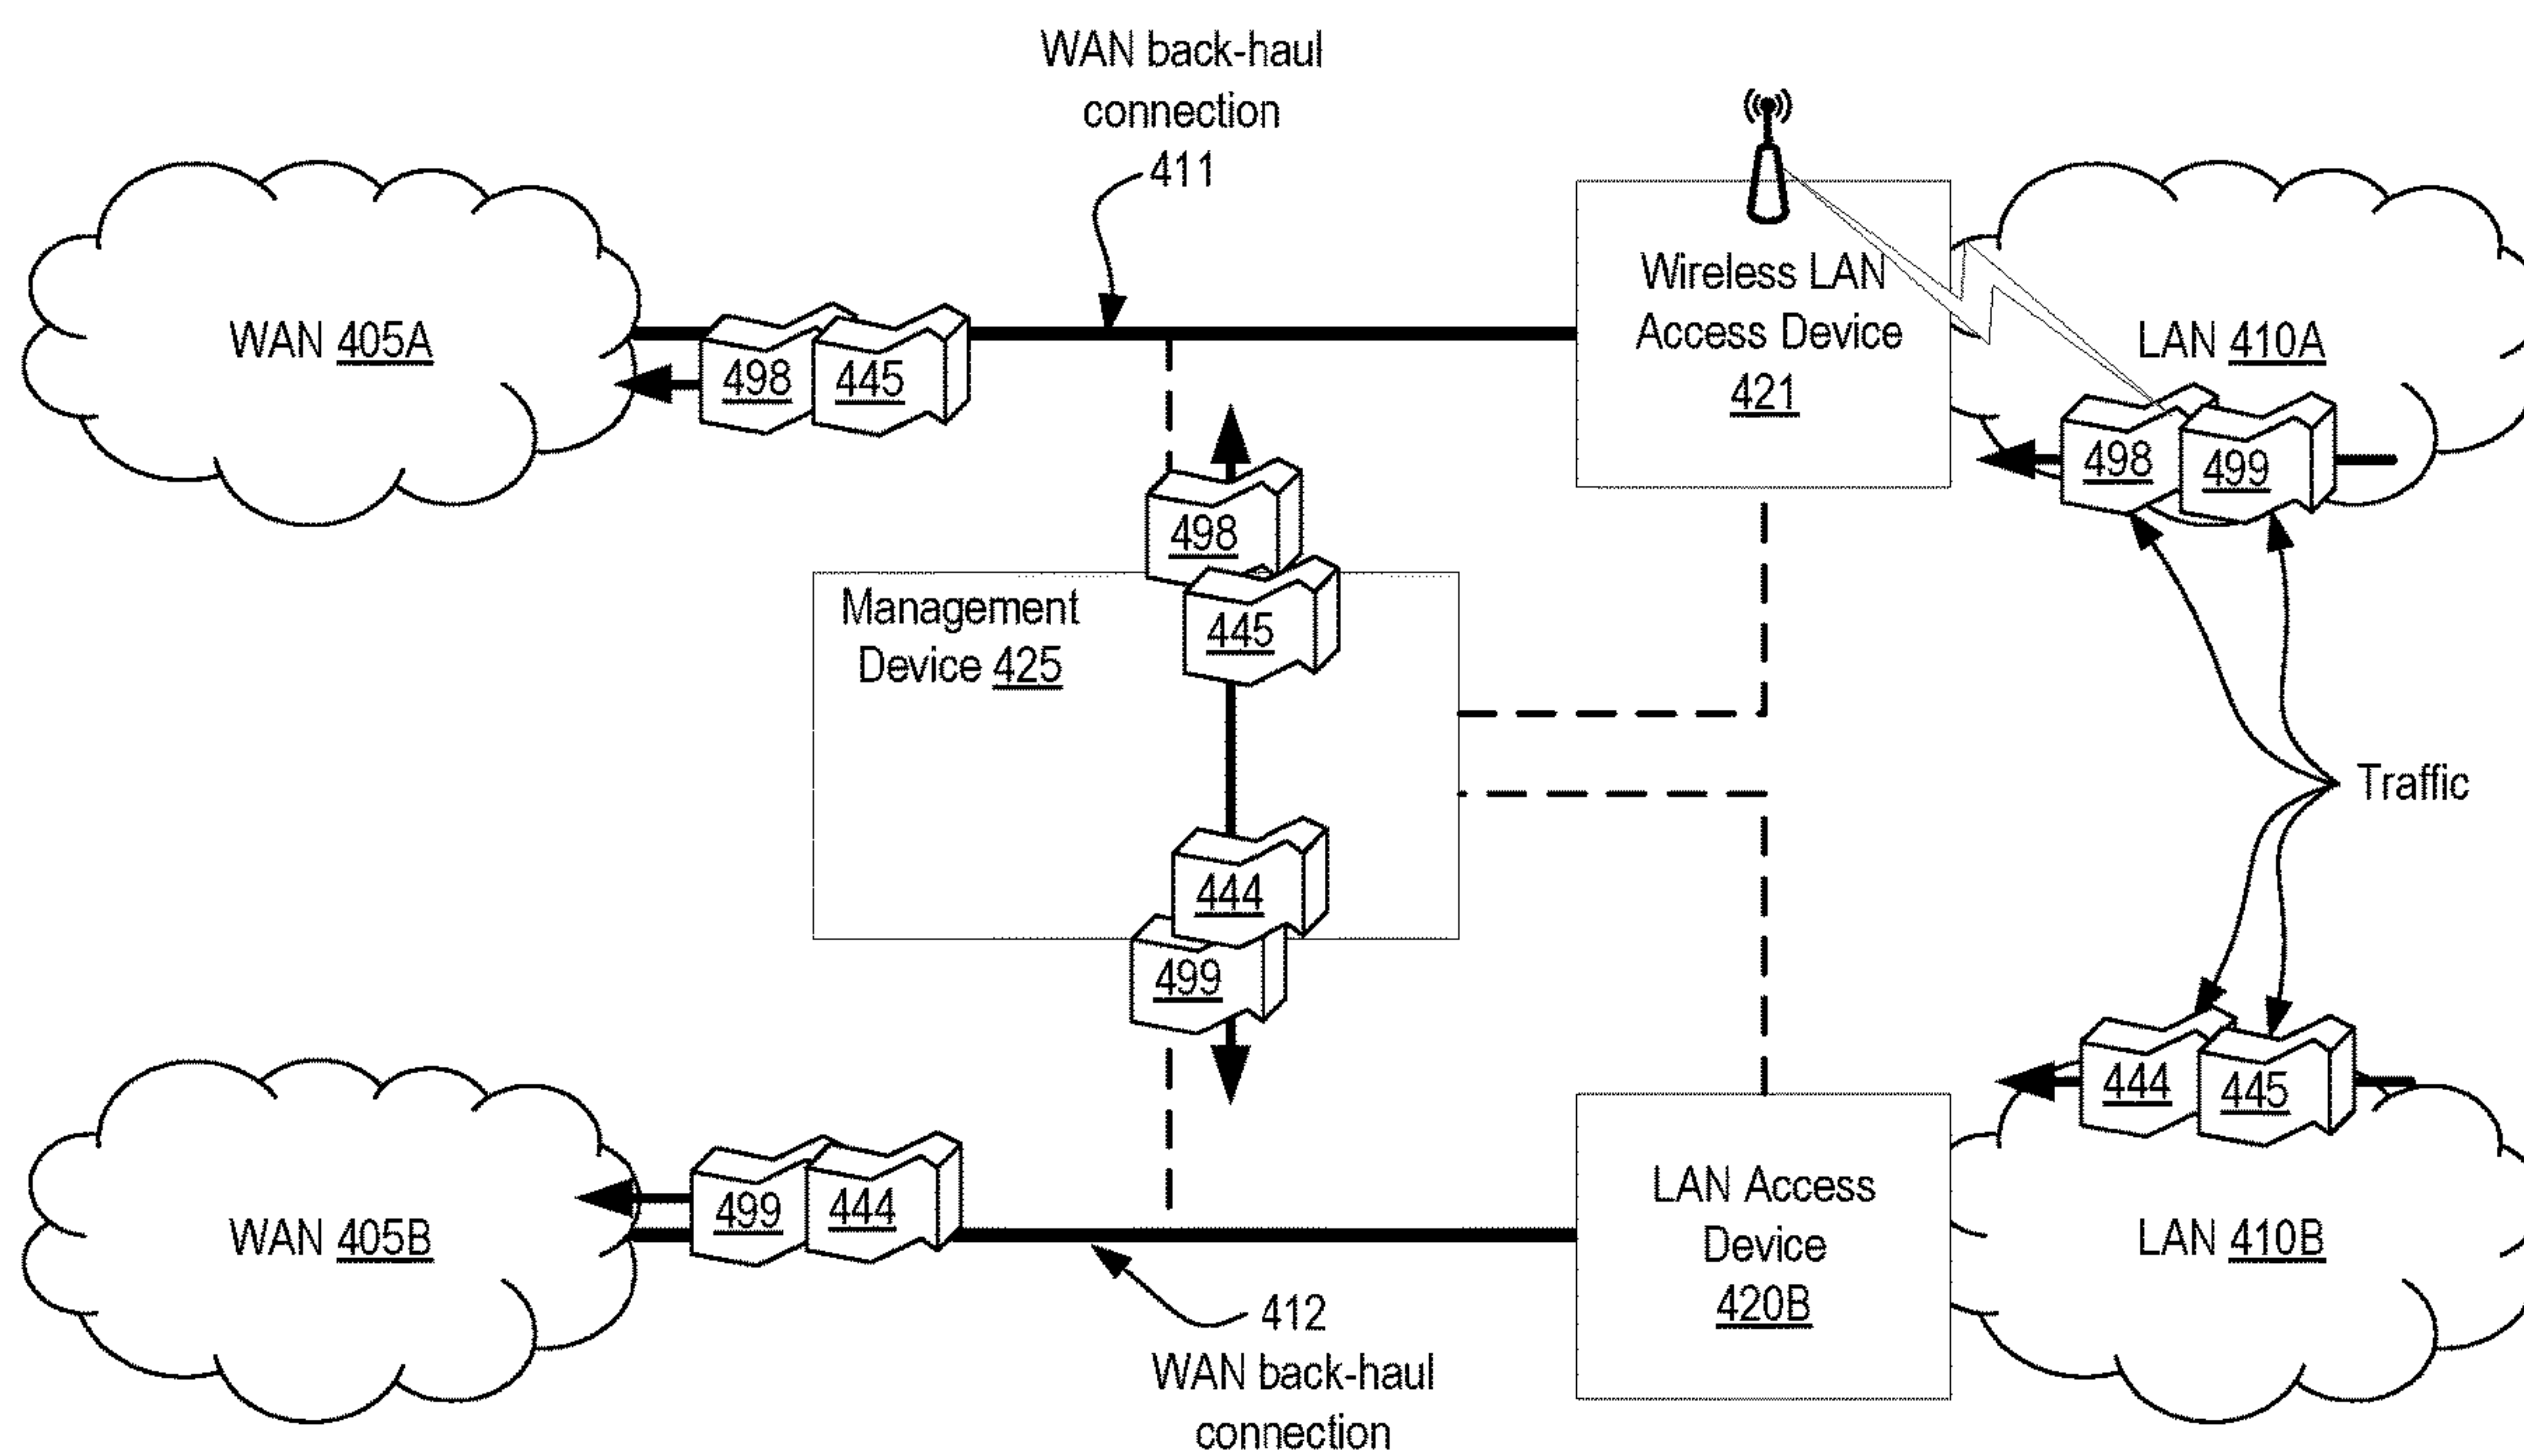 WAN back-haul
connection
411
WAN 405A
498
445
Wireless LAN
Access Device
421
LAN 410A
498
499
498
445
Management
Device 425
Traffic
444
499
444
445
WAN 405B
499
444
LAN Access
Device
420B
LAN 410B
412
WAN back-haul
connection